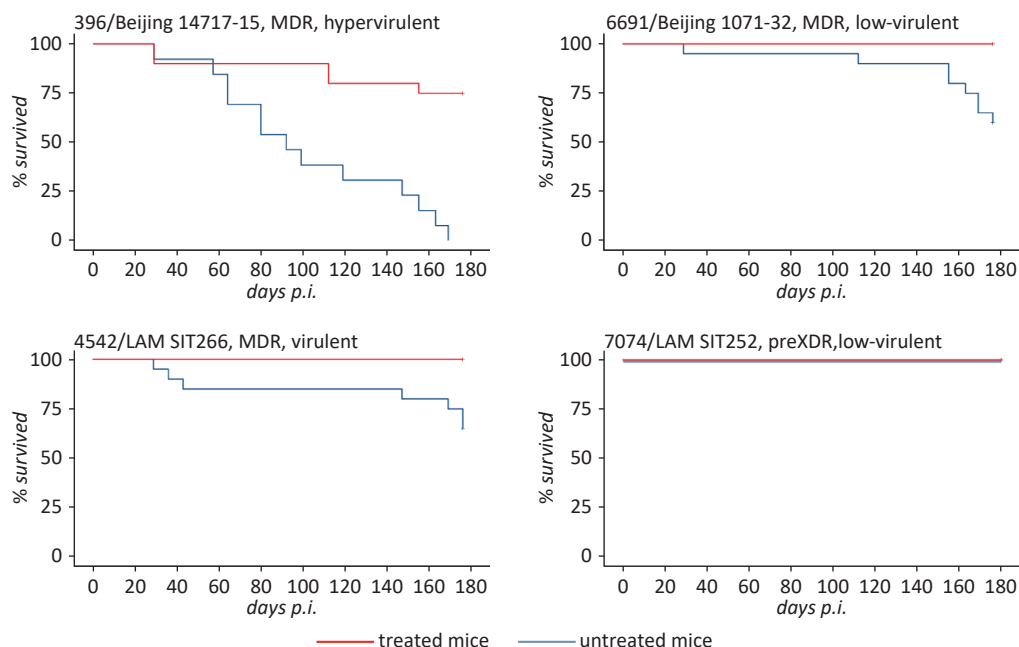 396/Beijing 14717-15, MDR, hypervirulent
100
75
50
25
0
% survived
0 20 40 60 80 100 120 140 160 180
days p.i.
6691/Beijing 1071-32, MDR, low-virulent
100
75
50
25
0
% survived
0 20 40 60 80 100 120 140 160 180
days p.i.
4542/LAM SIT266, MDR, virulent
100
75
50
25
0
% survived
0 20 40 60 80 100 120 140 160 180
days p.i.
7074/LAM SIT252, preXDR,low-virulent
100
75
50
25
0
% survived
0 20 40 60 80 100 120 140 160 180
days p.i.
treated mice untreated mice